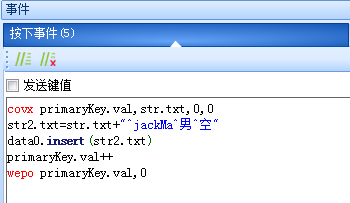 事件
按下事件(5)
发送键值
covx primaryKey.val,str.txt,0,0
str2.txt=str.txt+"^jackMa^男^空"
data0.insert(str2.txt)
primaryKey.val++
wepo primaryKey.val,0